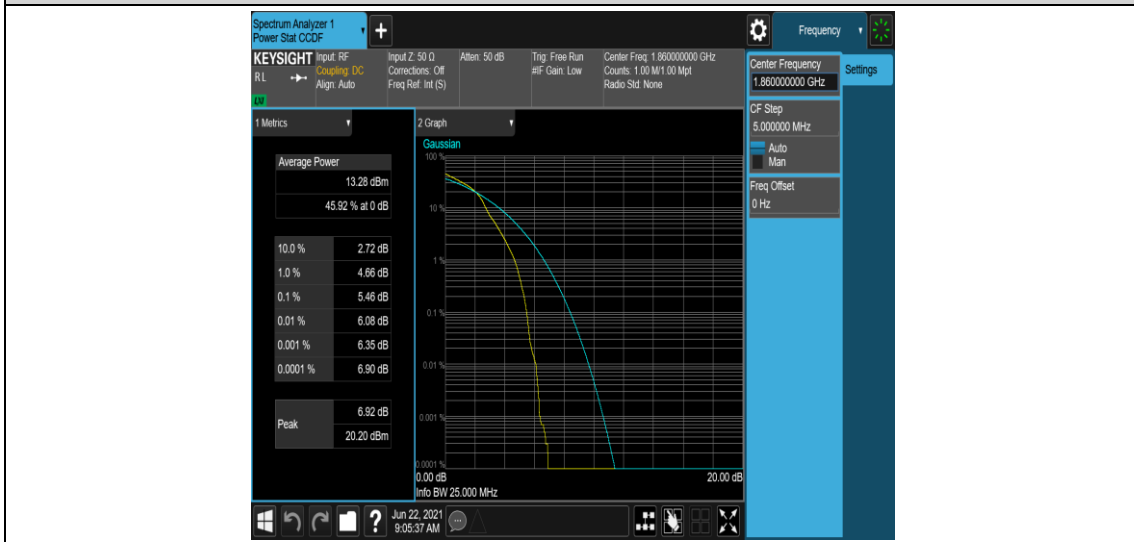 Spectrum Analyzer 1
Power Stat CCDF
+
Frequency
KEYSIGHT
RL
Input: RF
Coupling: DC
Align: Auto
Input Z: 50 Ω
Corrections: Off
Freq Ref: Int (S)
Atten: 50 dB
Trig: Free Run
#IF Gain: Low
Center Freq: 1.860000000 GHz
Counts: 1.00 M/1.00 Mpt
Radio Std: None
Center Frequency
1.860000000 GHz
Settings
CF Step
5.000000 MHz
Auto
Man
Freq Offset
0 Hz
1 Metrics
Average Power
13.28 dBm
45.92 % at 0 dB
10.0 % 2.72 dB
1.0 % 4.66 dB
0.1 % 5.46 dB
0.01 % 6.08 dB
0.001 % 6.35 dB
0.0001 % 6.90 dB
Peak
6.92 dB
20.20 dBm
2 Graph
Gaussian
100 %
10 %
1 %
0.1 %
0.01 %
0.001 %
0.0001 %
0.00 dB
20.00 dB
Info BW 25.000 MHz
?
Jun 22, 2021
9:05:37 AM